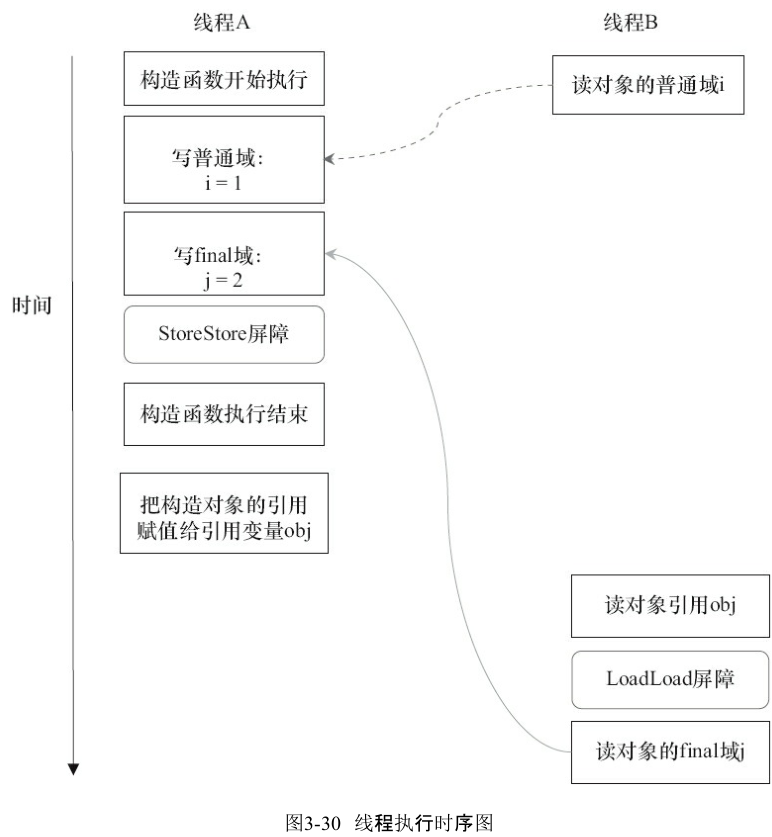 线程A
线程B
构造函数开始执行
读对象的普通域i
写普通域：
i = 1
写final域：
j = 2
时间
StoreStore屏障
构造函数执行结束
把构造对象的引用
赋值给引用变量obj
读对象引用obj
LoadLoad屏障
读对象的final域j
图3-30 线程执行时序图